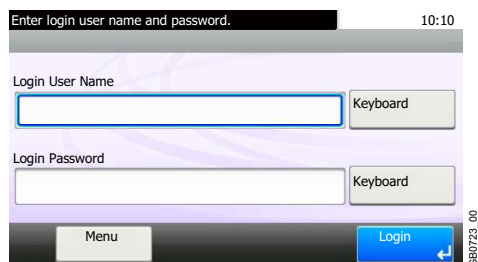 Enter login user name and password. 10:10
Login User Name
Keyboard
Login Password
Keyboard
Menu Login
GB0723_00